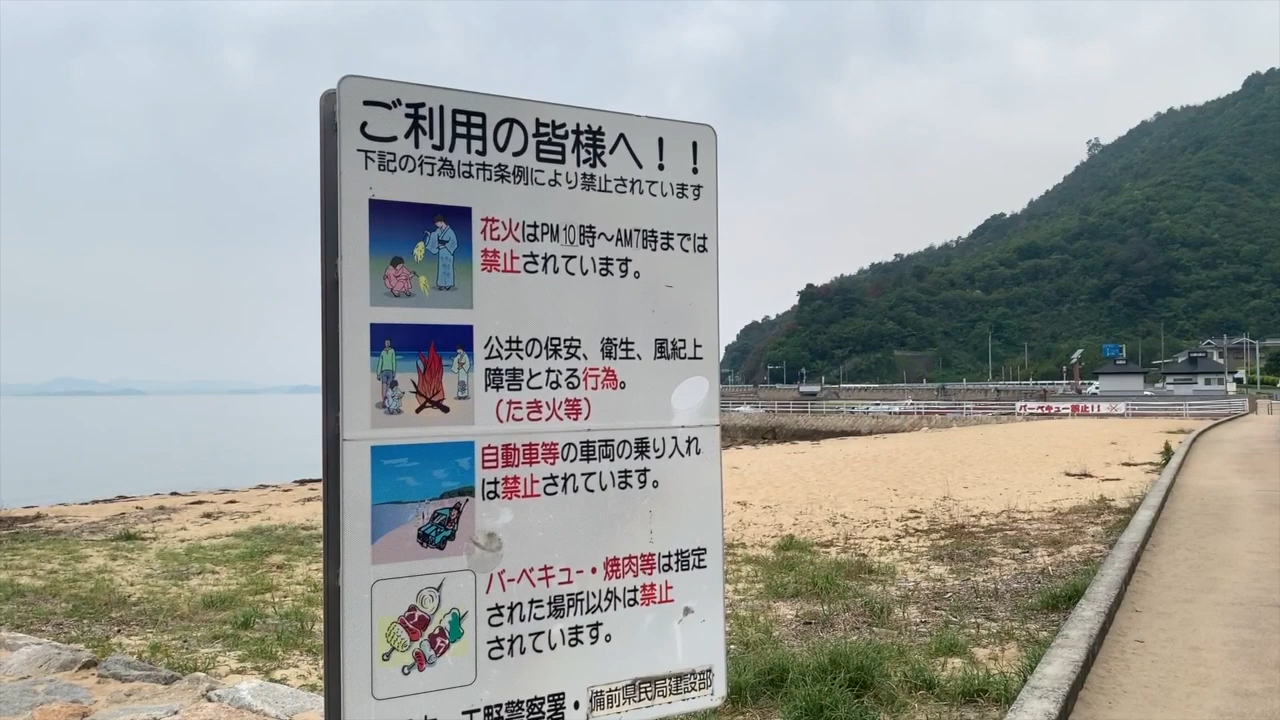 ご利用の皆様へ！！
下記の行為は市条例により禁止されています
花火はPM10時～AM7時までは
禁止されています。
公共の保安、衛生、風紀上
障害となる行為。
（たき火等）
自動車等の車両の乗り入れ
は禁止されています。
バーベキュー・焼肉等は指定
された場所以外は禁止
されています。
玉野警察署・備前県民局建設部
バーベキュー禁止！！